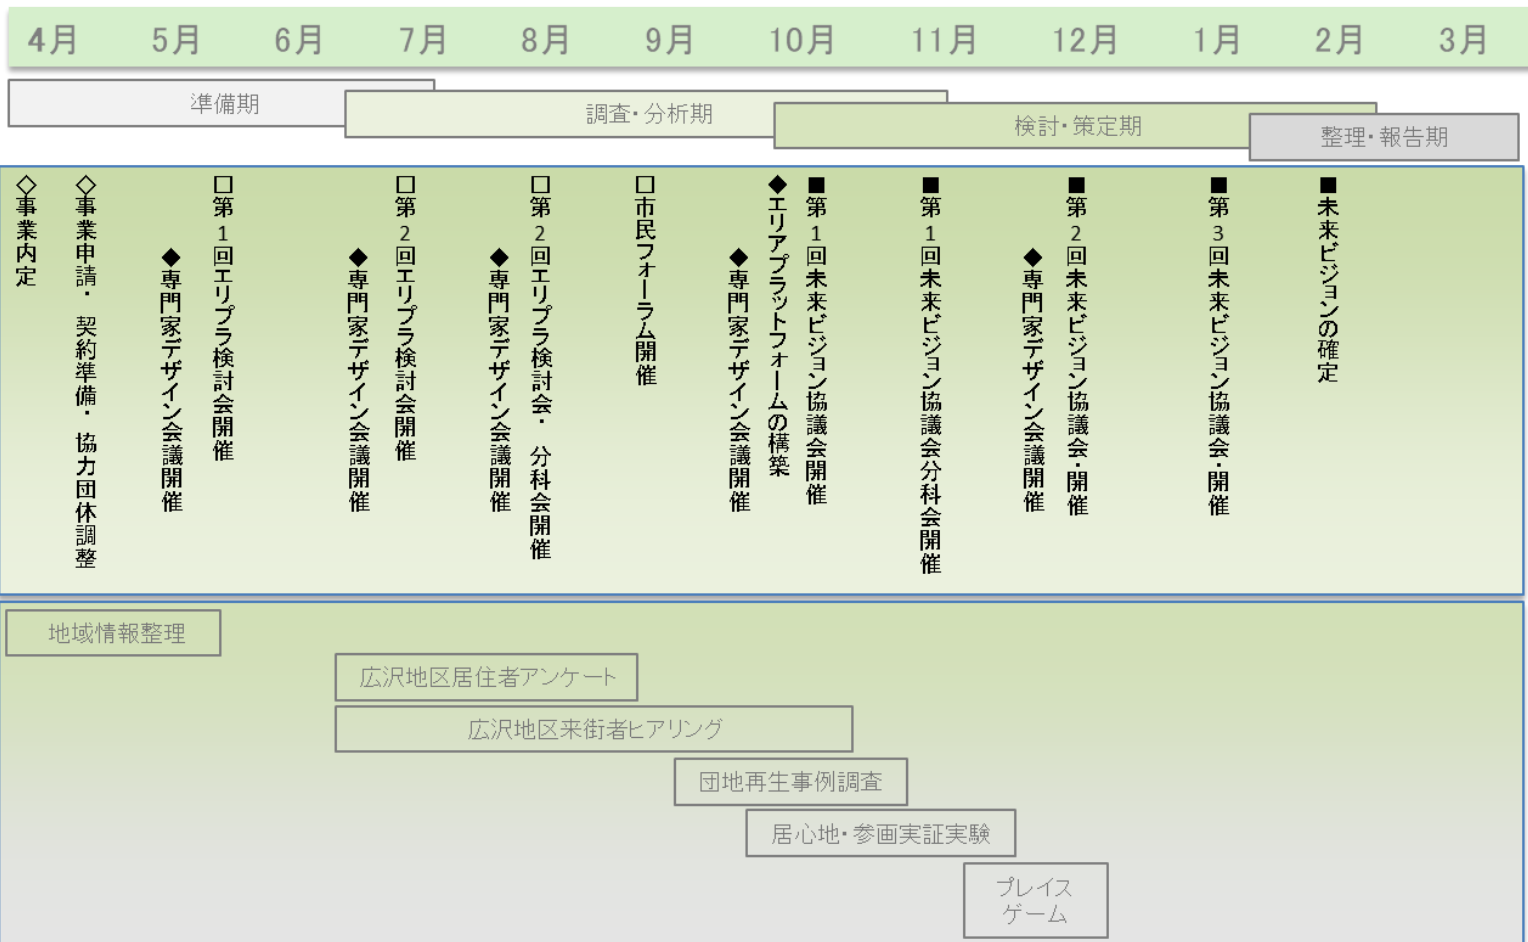 4月 5月 6月 7月 8月 9月 10月 11月 12月 1月 2月 3月
準備期
調査・分析期
検討・策定期
整理・報告期
◇事業内定
◇事業申請・ 契約準備・ 協力団体調整
◆専門家デザイン会議開催
□第1回エリプラ検討会開催
◆専門家デザイン会議開催
□第2回エリプラ検討会開催
◆専門家デザイン会議開催
□第2回エリプラ検討会・ 分科会開催
□市民フォーラム開催
◆専門家デザイン会議開催
◆エリアプラットフォームの構築
■第1回未来ビジョン協議会開催
■第1回未来ビジョン協議会分科会開催
◆専門家デザイン会議開催
■第2回未来ビジョン協議会・開催
■第3回未来ビジョン協議会・開催
■未来ビジョンの確定
地域情報整理
広沢地区居住者アンケート
広沢地区来街者ヒアリング
団地再生事例調査
居心地・参画実証実験
プレイス
ゲーム